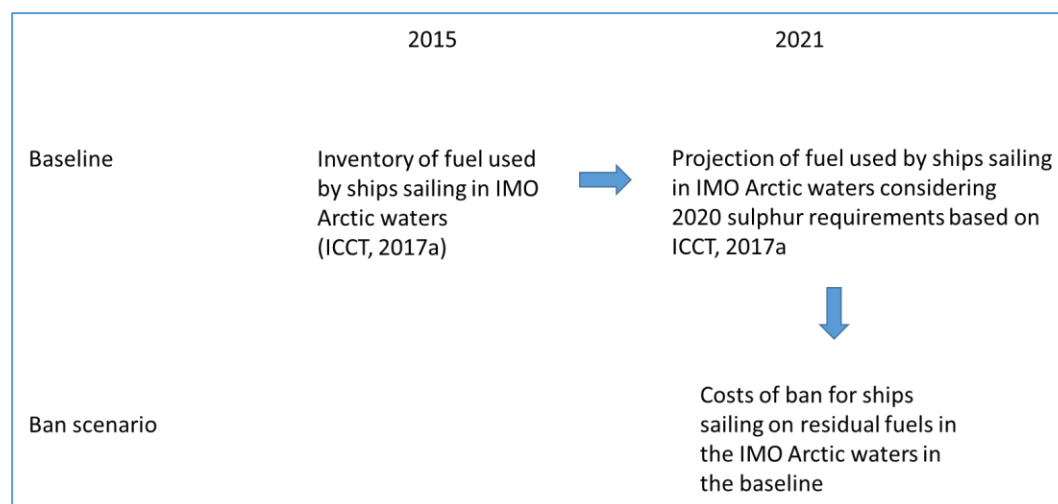 2015
2021
Baseline
Inventory of fuel used
by ships sailing in IMO
Arctic waters
(ICCT, 2017a)
Projection of fuel used by ships sailing
in IMO Arctic waters considering
2020 sulphur requirements based on
ICCT, 2017a
Ban scenario
Costs of ban for ships
sailing on residual fuels in
the IMO Arctic waters in
the baseline